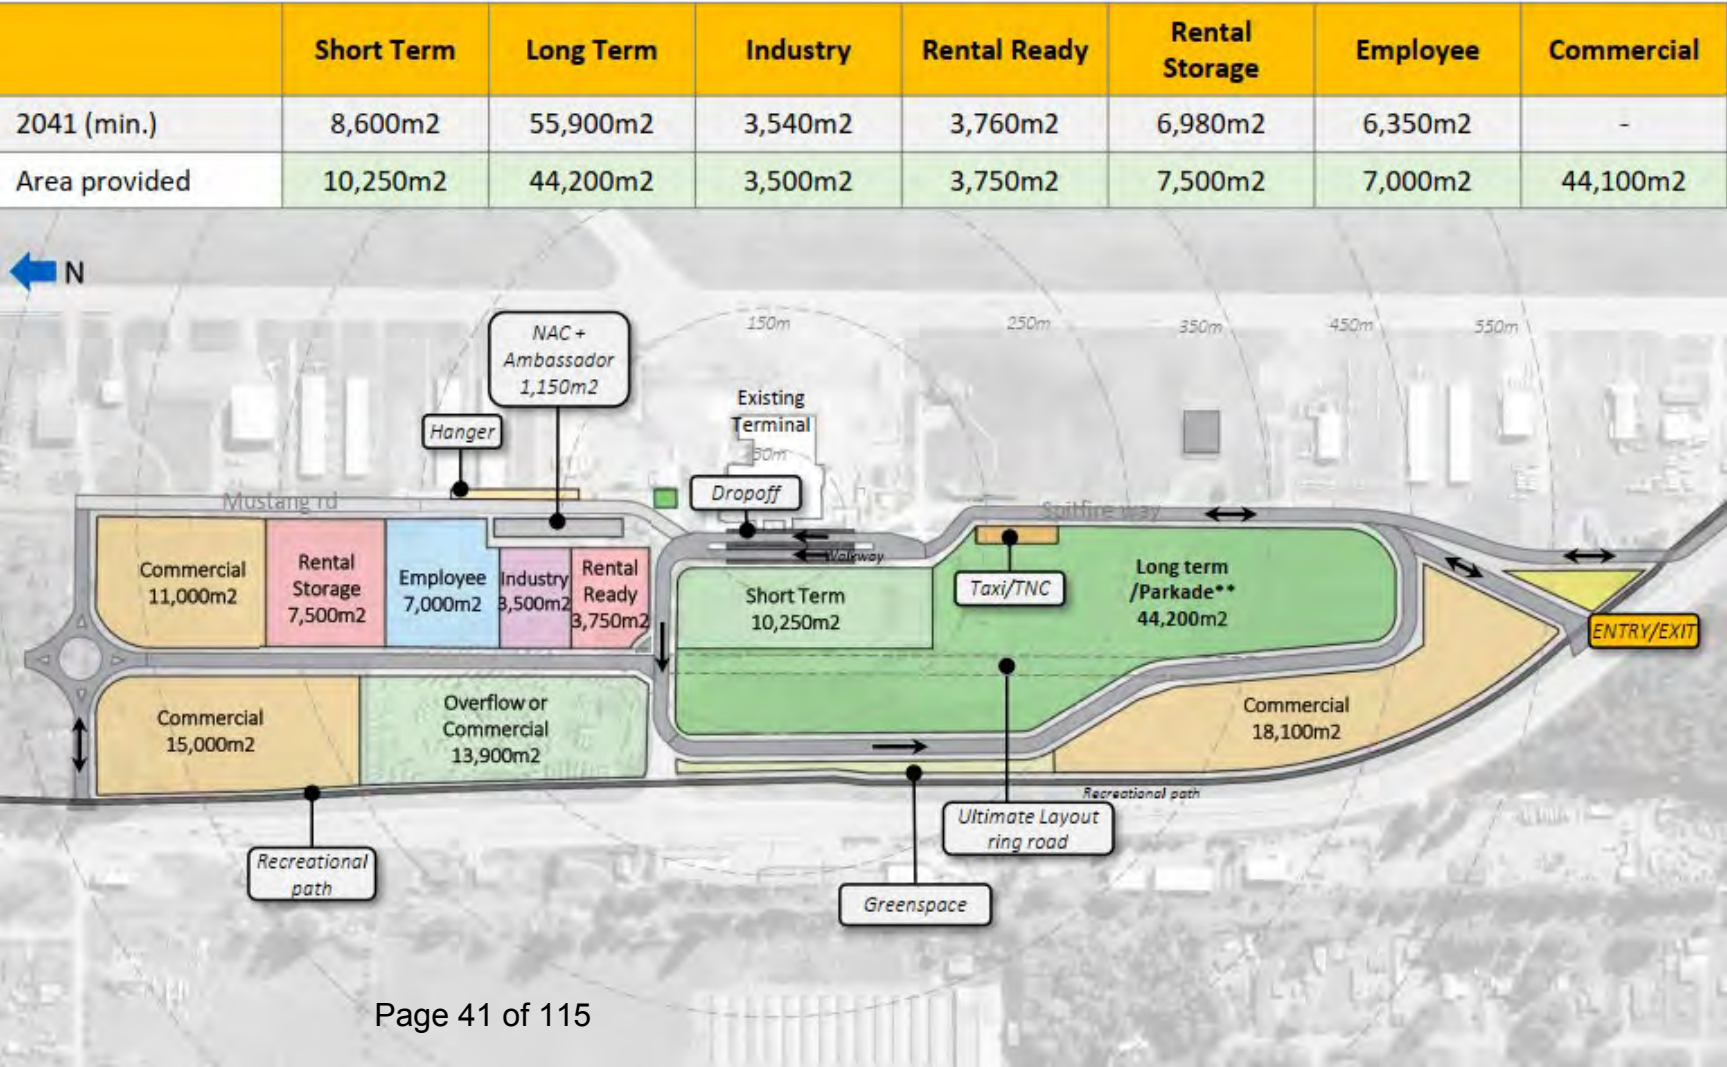 Short Term Long Term Industry Rental Ready Rental Storage Employee Commercial
2041 (min.) 8,600m2 55,900m2 3,540m2 3,760m2 6,980m2 6,350m2 -
Area provided 10,250m2 44,200m2 3,500m2 3,750m2 7,500m2 7,000m2 44,100m2
N
150m 250m 350m 450m 550m
NAC +
Ambassador
1,150m2
Existing
Terminal
Hanger
80m
Dropoff
Mustang rd
Spitfire way
Walkway
Commercial
11,000m2
Rental
Storage
7,500m2
Employee
7,000m2
Industry
3,500m2
Rental
Ready
3,750m2
Short Term
10,250m2
Taxi/TNC
Long term
/Parkade**
44,200m2
ENTRY/EXIT
Commercial
15,000m2
Overflow or
Commercial
13,900m2
Commercial
18,100m2
Recreational path
Ultimate Layout
ring road
Recreational
path
Greenspace
Page 41 of 115